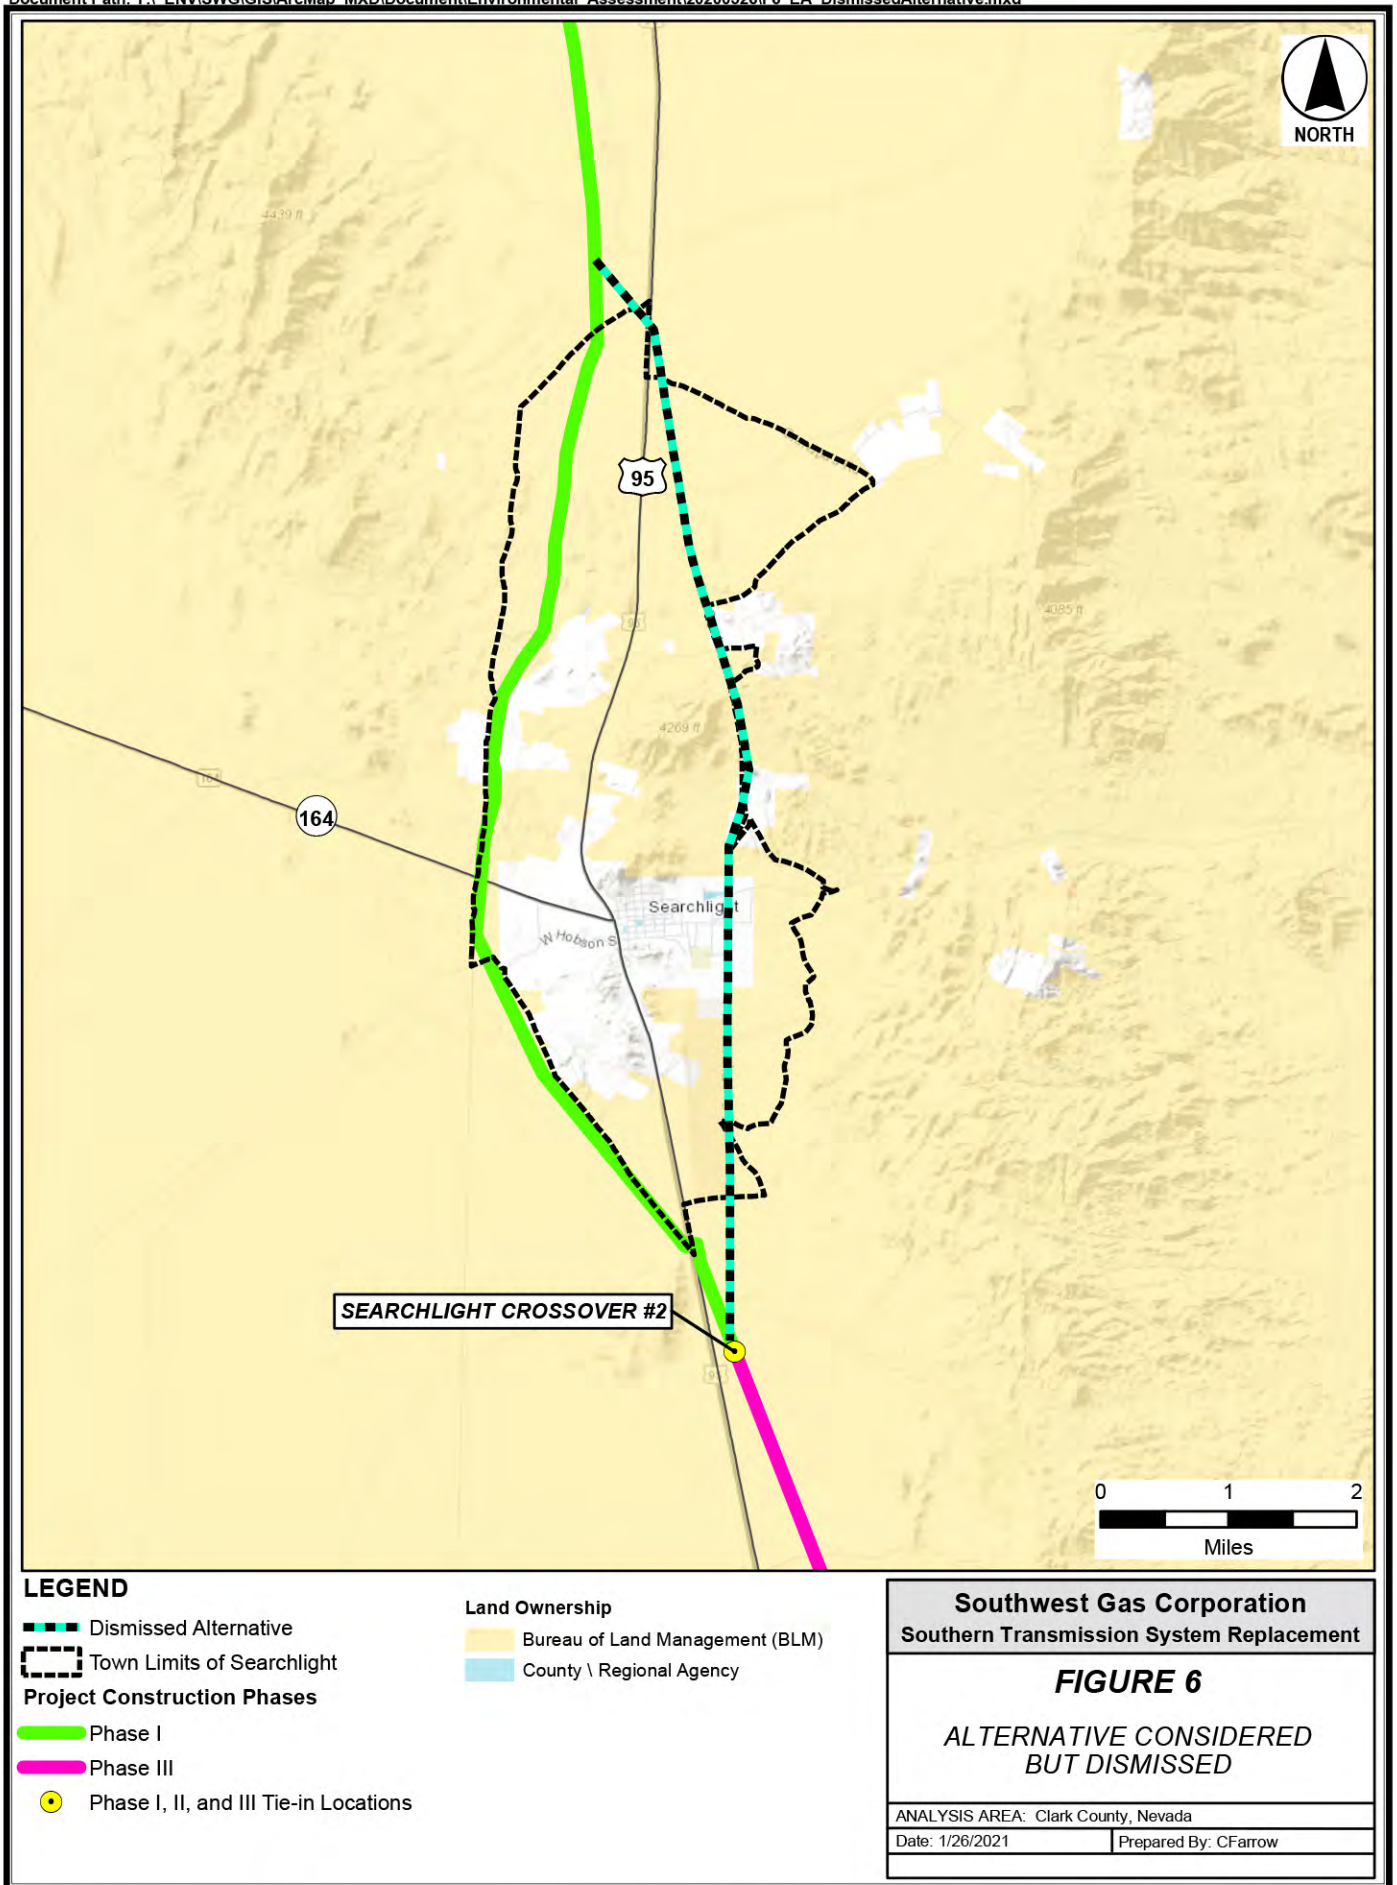 NORTH
4439 ft
95
95
4085 ft
4269 ft
164
164
Searchlight
W Hobson S
SEARCHLIGHT CROSSOVER #2
95
0 1 2
Miles
LEGEND
Dismissed Alternative
Town Limits of Searchlight
Project Construction Phases
Phase I
Phase III
Phase I, II, and III Tie-in Locations
Land Ownership
Bureau of Land Management (BLM)
County \ Regional Agency
Southwest Gas Corporation
Southern Transmission System Replacement
FIGURE 6
ALTERNATIVE CONSIDERED
BUT DISMISSED
ANALYSIS AREA: Clark County, Nevada
Date: 1/26/2021
Prepared By: CFarrow